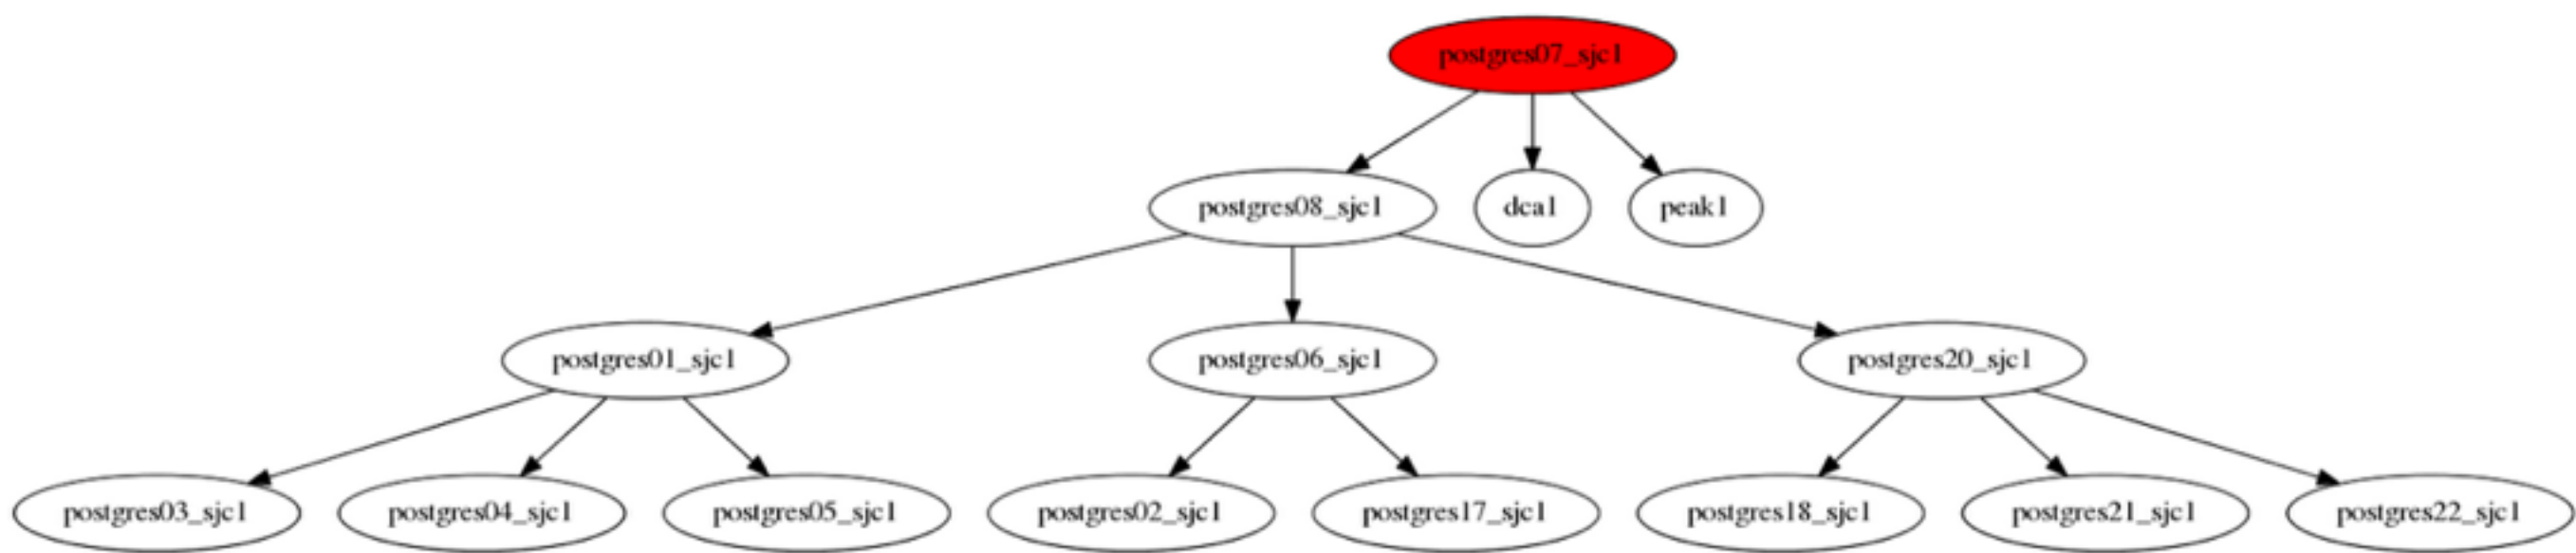 postgres07_sjc1
postgres08_sjc1
dca1
peak1
postgres01_sjc1
postgres06_sjc1
postgres20_sjc1
postgres03_sjc1
postgres04_sjc1
postgres05_sjc1
postgres02_sjc1
postgres17_sjc1
postgres18_sjc1
postgres21_sjc1
postgres22_sjc1